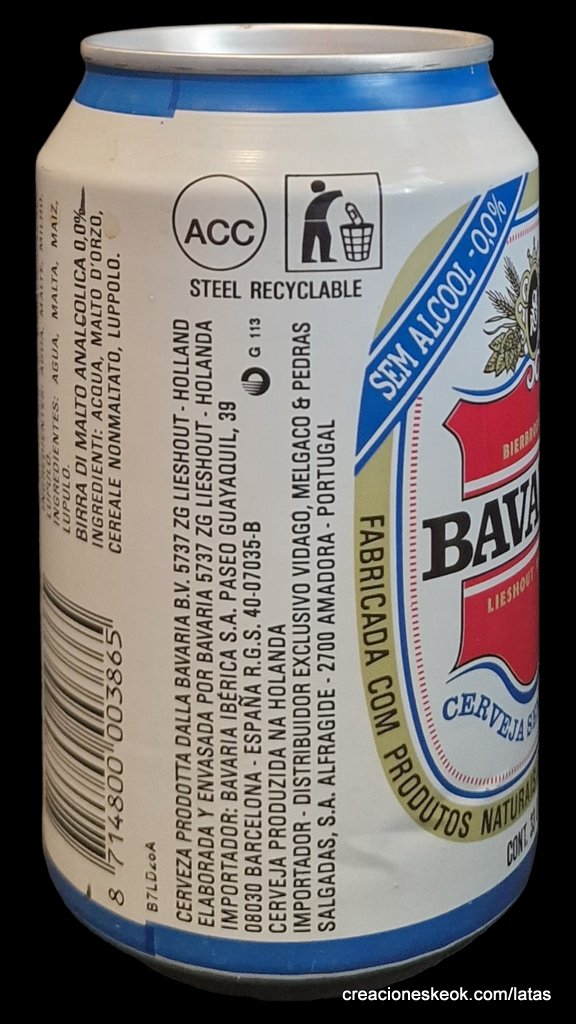 ACC
STEEL RECYCLABLE
LUPULO.
INGREDIENTES: AGUA, MALTA, MAIZ,
LUPULO.
BIRRA DI MALTO ANALCOLICA 0,0%
INGREDIENTI: ACQUA, MALTO D'ORZO,
CEREALE NONMALTATO, LUPPOLO.
8 714800 003865
B7LD26A
CERVEZA PRODOTTA DALLA BAVARIA B.V. 5737 ZG LIESHOUT - HOLLAND
ELABORADA Y ENVASADA POR BAVARIA 5737 ZG LIESHOUT - HOLANDA
IMPORTADOR: BAVARIA IBÉRICA S.A. PASEO GUAYAQUIL, 39
08030 BARCELONA - ESPAÑA R.G.S. 40-07035-B
G 113
CERVEJA PRODUZIDA NA HOLANDA
IMPORTADOR - DISTRIBUIDOR EXCLUSIVO VIDAGO, MELGACO & PEDRAS
SALGADAS, S.A. ALFRAGIDE - 2700 AMADORA - PORTUGAL
SEM ALCOOL - 0,0%
BAVA
LIESHOUT
CERVEJA
FABRICADA COM PRODUTOS NATURAIS
CONT.
creacioneskeok.com/latas